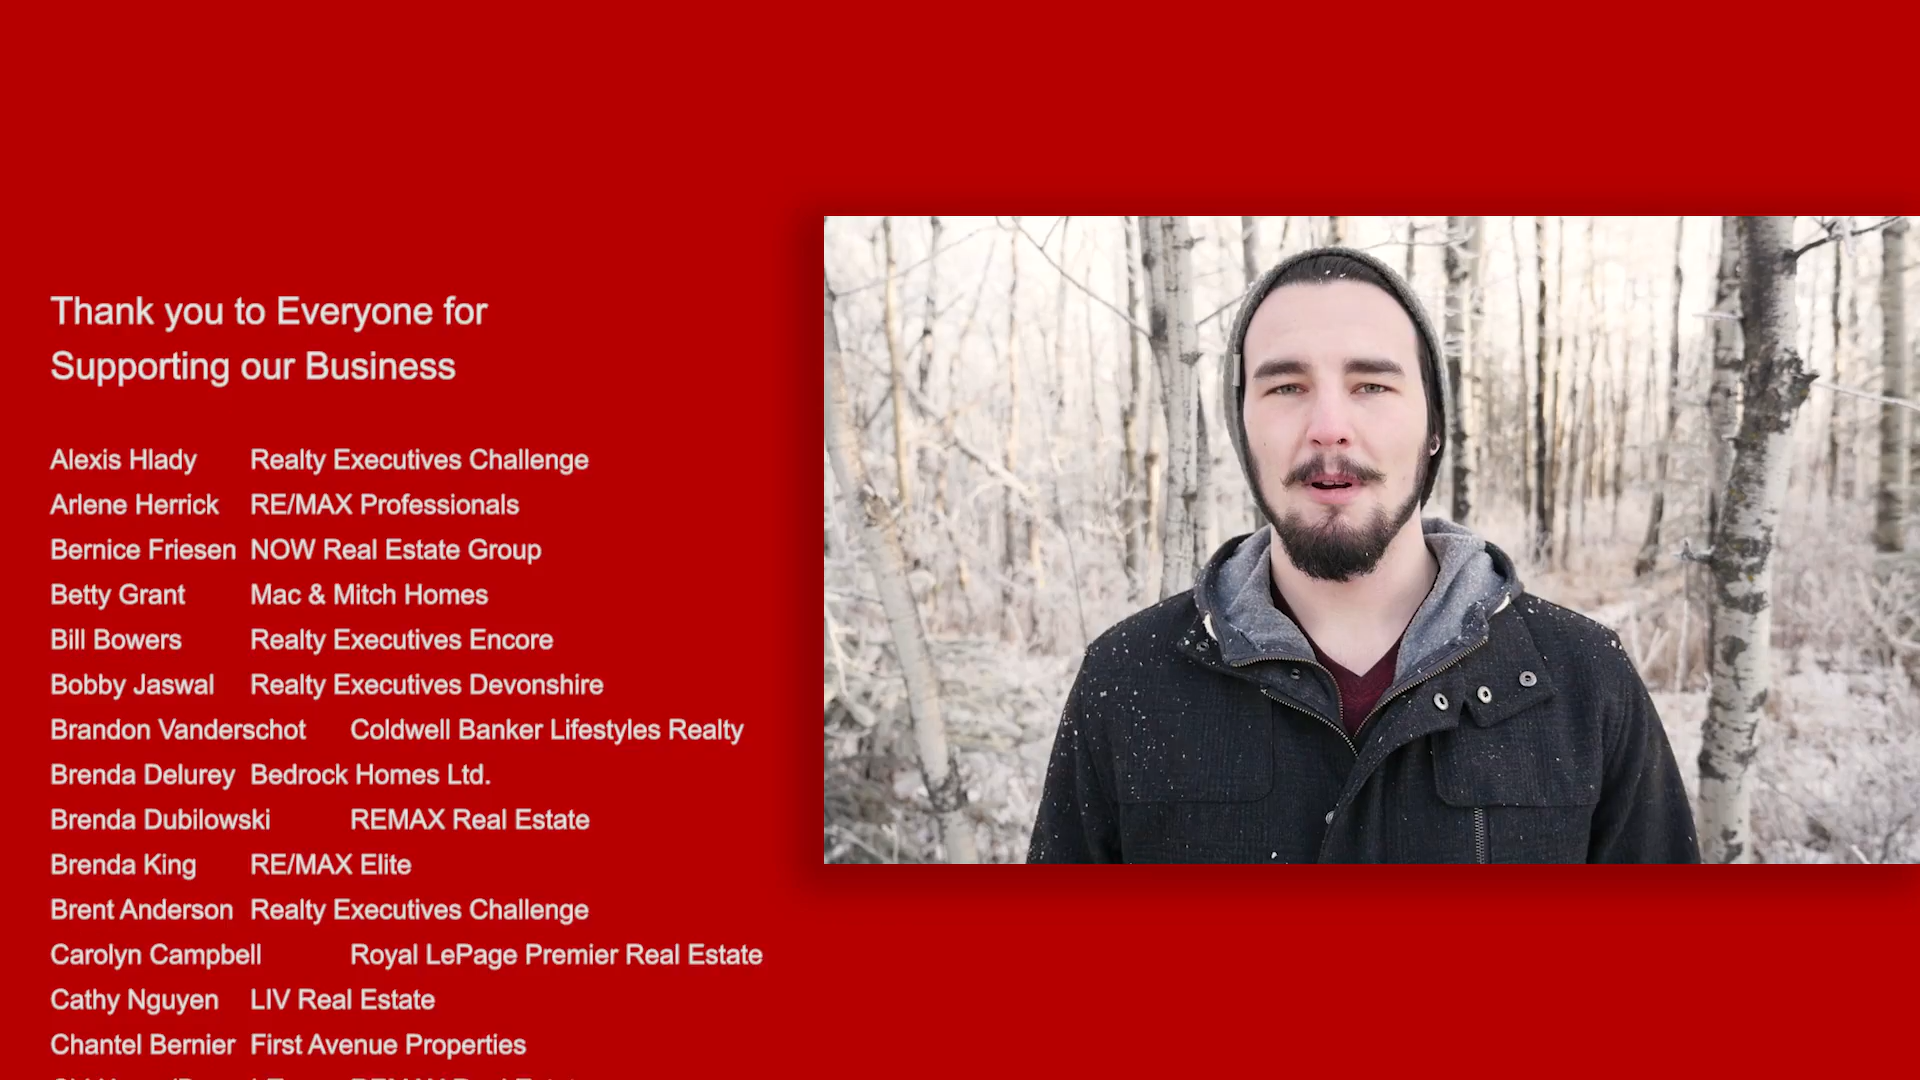 Thank you to Everyone for
Supporting our Business
Alexis Hlady Realty Executives Challenge
Arlene Herrick RE/MAX Professionals
Bernice Friesen NOW Real Estate Group
Betty Grant Mac & Mitch Homes
Bill Bowers Realty Executives Encore
Bobby Jaswal Realty Executives Devonshire
Brandon Vanderschot Coldwell Banker Lifestyles Realty
Brenda Delurey Bedrock Homes Ltd.
Brenda Dubilowski REMAX Real Estate
Brenda King RE/MAX Elite
Brent Anderson Realty Executives Challenge
Carolyn Campbell Royal LePage Premier Real Estate
Cathy Nguyen LIV Real Estate
Chantel Bernier First Avenue Properties